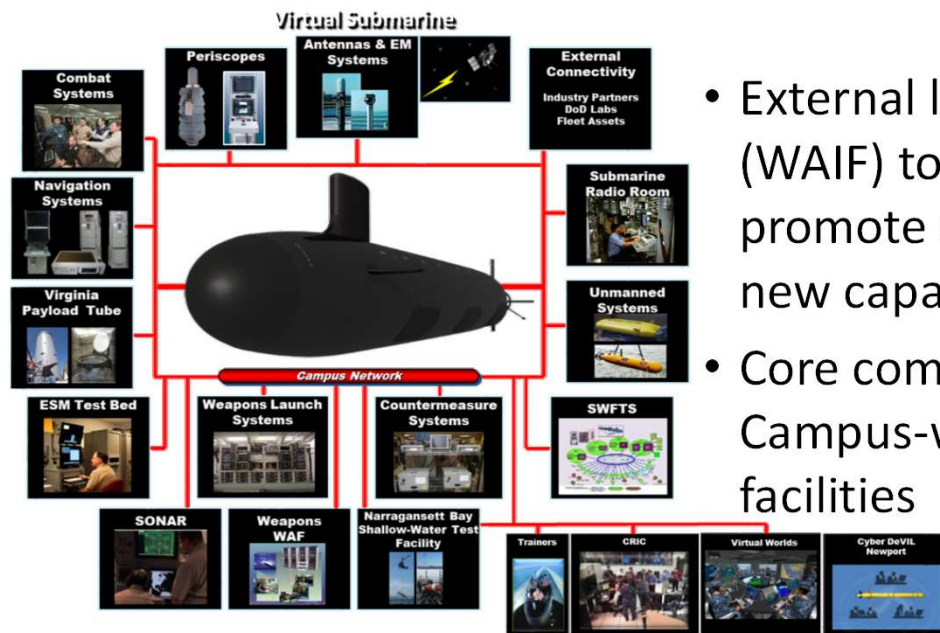 Virtual Submarine
Combat
Systems
Periscopes
Antennas & EM
Systems
External
Connectivity
Industry Partners
DoD Labs
Fleet Assets
Navigation
Systems
Submarine
Radio Room
Virginia
Payload Tube
Unmanned
Systems
Campus Network
ESM Test Bed
Weapons Launch
Systems
Countermeasure
Systems
SWFTS
SONAR
Weapons
WAF
Narragansett Bay
Shallow-Water Test
Facility
Trainers
CRIC
Virtual Worlds
Cyber DeVIL
Newport
• External
(WAIF) to
promote
new
• Core
facilities